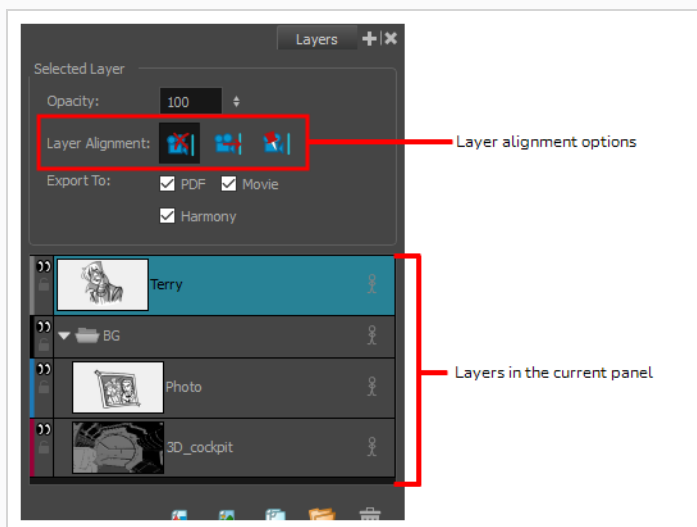 Layers
Selected Layer
Opacity: 100
Layer Alignment:
Layer alignment options
Export To: PDF Movie
Harmony
Terry
BG
Layers in the current panel
Photo
3D_cockpit